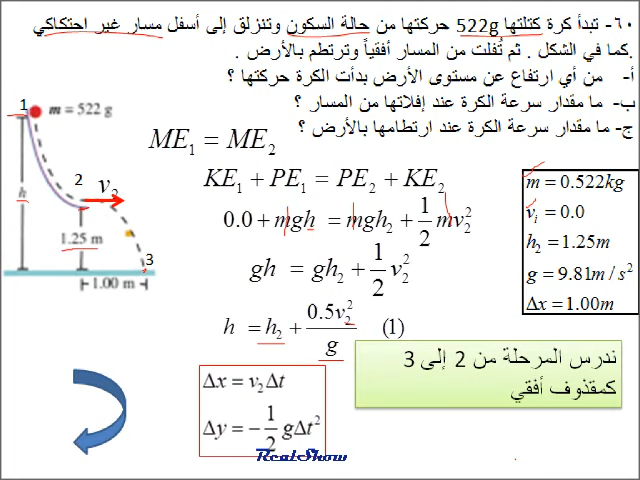 ٦٠- تبدأ كرة كتلتها 522g حركتها من حالة السكون وتنزلق إلى أسفل مسار غير احتكاكي
كما في الشكل . ثم تُفلت من المسار أفقياً وترتطم بالأرض .
أ- من أي ارتفاع عن مستوى الأرض بدأت الكرة حركتها ؟
ب- ما مقدار سرعة الكرة عند إفلاتها من المسار ؟
ج- ما مقدار سرعة الكرة عند ارتطامها بالأرض ؟
1
m = 522 g
h
2
v₂
1.25 m
3
1.00 m
ME₁ = ME₂
KE₁ + PE₁ = PE₂ + KE₂
0.0 + mgh = mgh₂ + 1/2 mv₂²
gh = gh₂ + 1/2 v₂²
h = h₂ + 0.5v₂²/g (1)
m = 0.522kg
vᵢ = 0.0
h₂ = 1.25m
g = 9.81m / s²
Δx = 1.00m
ندرس المرحلة من 2 إلى 3
كمقذوف أفقي
Δx = v₂Δt
Δy = −1/2 gΔt²
RealShow